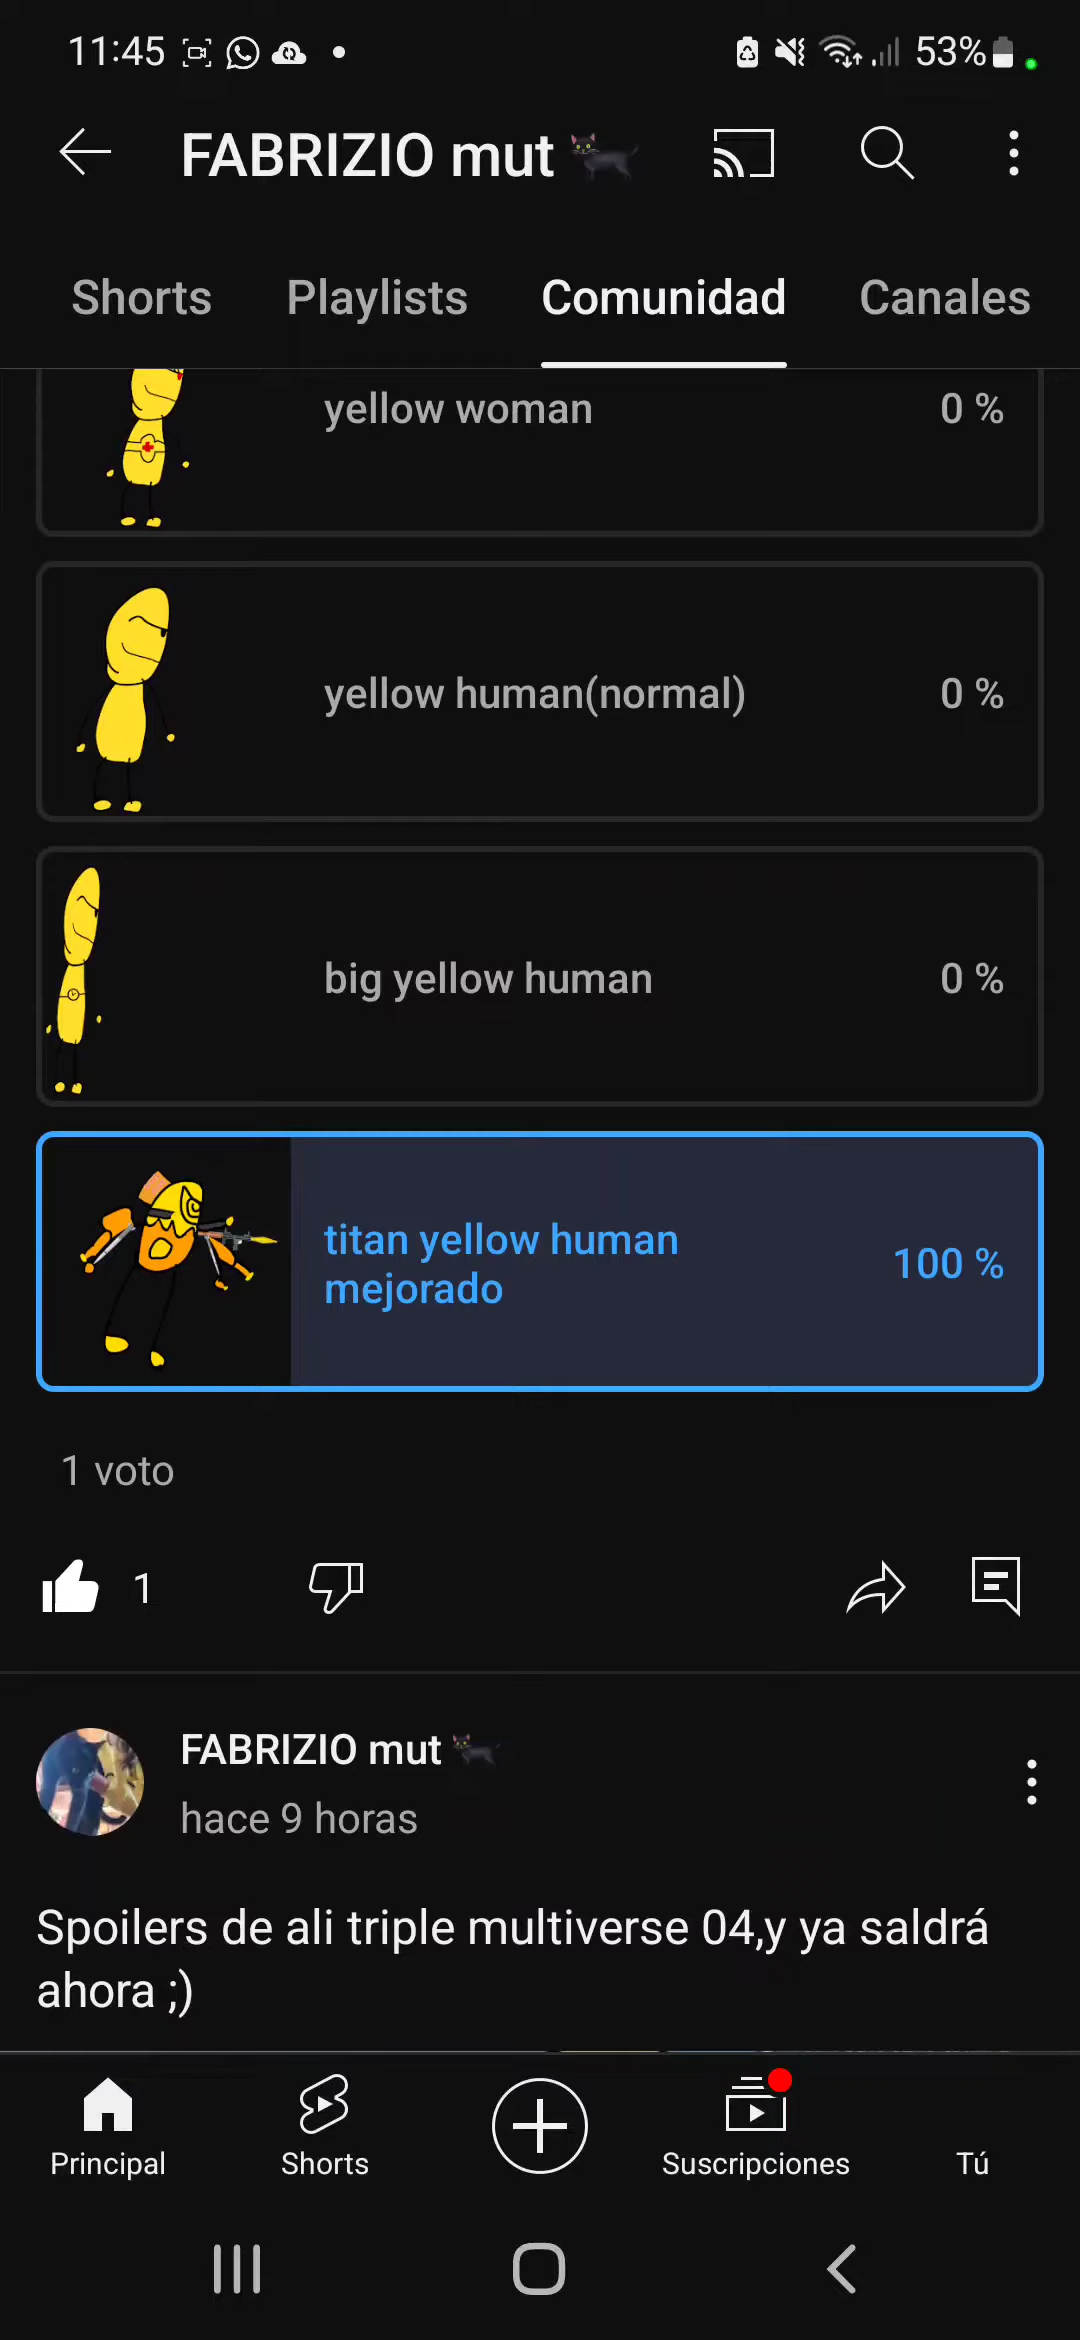 11:45
53%
FABRIZIO mut
Shorts
Playlists
Comunidad
Canales
yellow woman
0 %
yellow human(normal)
0 %
big yellow human
0 %
titan yellow human
mejorado
100 %
1 voto
1
FABRIZIO mut
hace 9 horas
Spoilers de ali triple multiverse 04,y ya saldrá
ahora ;)
Principal
Shorts
Suscripciones
Tú